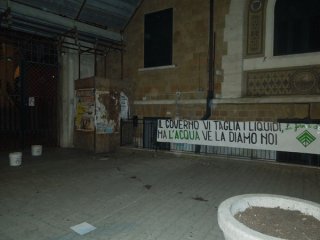 IL GOVERNO VI TAGLIA I LIQUIDI,
MA L'ACQUA VE LA DIAMO NOI